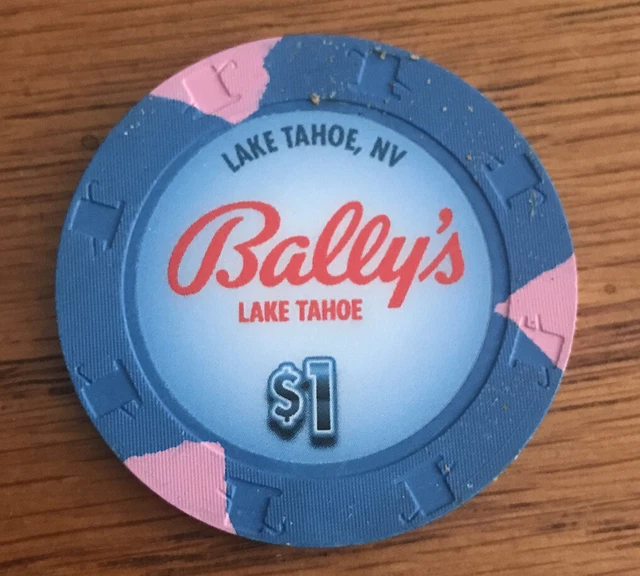 LAKE TAHOE, NV
Bally's
LAKE TAHOE
$1